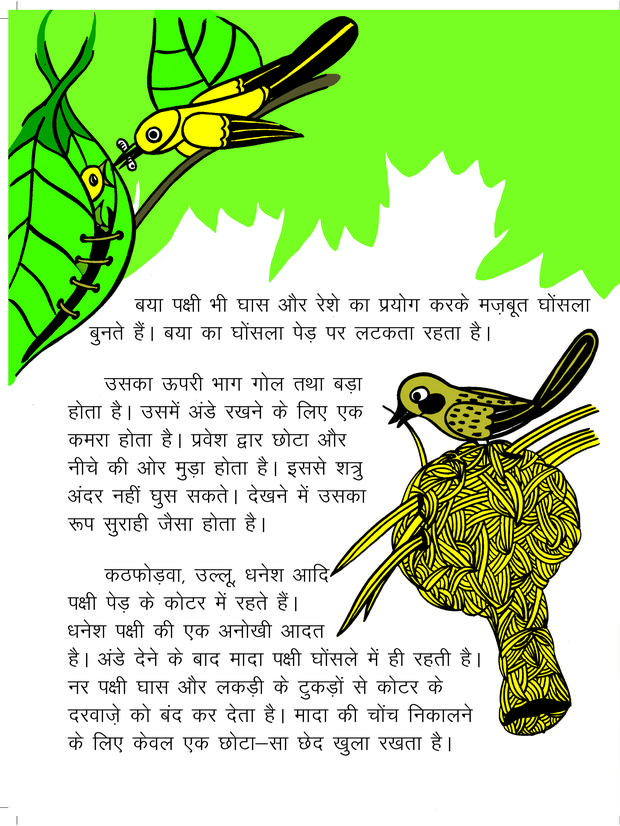 बया पक्षी भी घास और रेशे का प्रयोग करके मज़बूत घोंसला
बुनते हैं। बया का घोंसला पेड़ पर लटकता रहता है।
उसका ऊपरी भाग गोल तथा बड़ा
होता है। उसमें अंडे रखने के लिए एक
कमरा होता है। प्रवेश द्वार छोटा और
नीचे की ओर मुड़ा होता है। इससे शत्रु
अंदर नहीं घुस सकते। देखने में उसका
रूप सुराही जैसा होता है।
कठफोड़वा, उल्लू, धनेश आदि
पक्षी पेड़ के कोटर में रहते हैं।
धनेश पक्षी की एक अनोखी आदत
है। अंडे देने के बाद मादा पक्षी घोंसले में ही रहती है।
नर पक्षी घास और लकड़ी के टुकड़ों से कोटर के
दरवाज़े को बंद कर देता है। मादा की चोंच निकालने
के लिए केवल एक छोटा–सा छेद खुला रखता है।